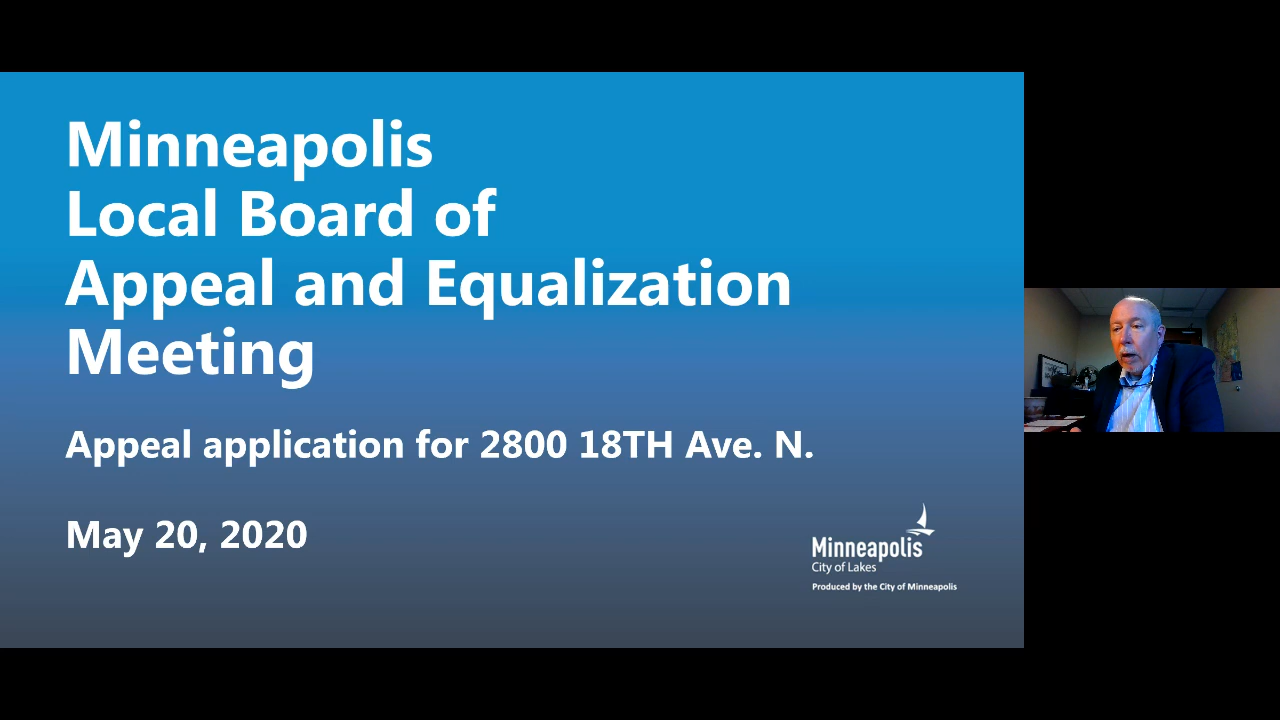 Minneapolis
Local Board of
Appeal and Equalization
Meeting
Appeal application for 2800 18TH Ave. N.
May 20, 2020
Minneapolis
City of Lakes
Produced by the City of Minneapolis